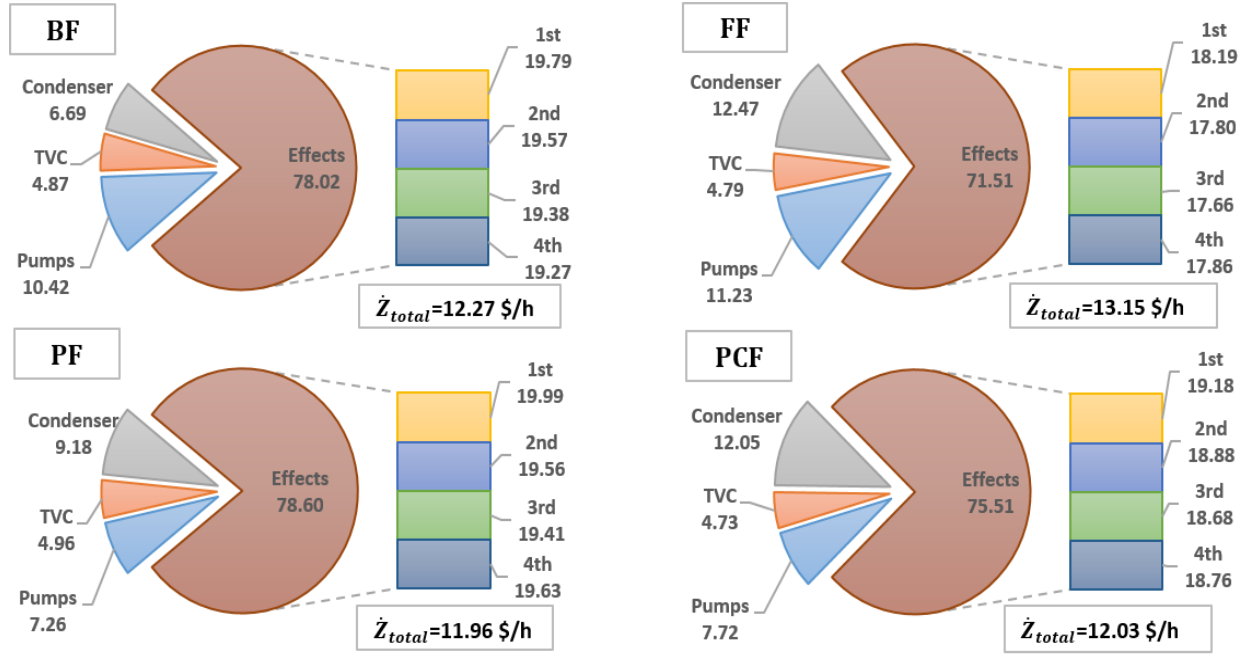 BF
Condenser
6.69
TVC
4.87
Pumps
10.42
Effects
78.02
1st
19.79
2nd
19.57
3rd
19.38
4th
19.27
Ż_total=12.27 $/h
FF
Condenser
12.47
TVC
4.79
Pumps
11.23
Effects
71.51
1st
18.19
2nd
17.80
3rd
17.66
4th
17.86
Ż_total=13.15 $/h
PF
Condenser
9.18
TVC
4.96
Pumps
7.26
Effects
78.60
1st
19.99
2nd
19.56
3rd
19.41
4th
19.63
Ż_total=11.96 $/h
PCF
Condenser
12.05
TVC
4.73
Pumps
7.72
Effects
75.51
1st
19.18
2nd
18.88
3rd
18.68
4th
18.76
Ż_total=12.03 $/h